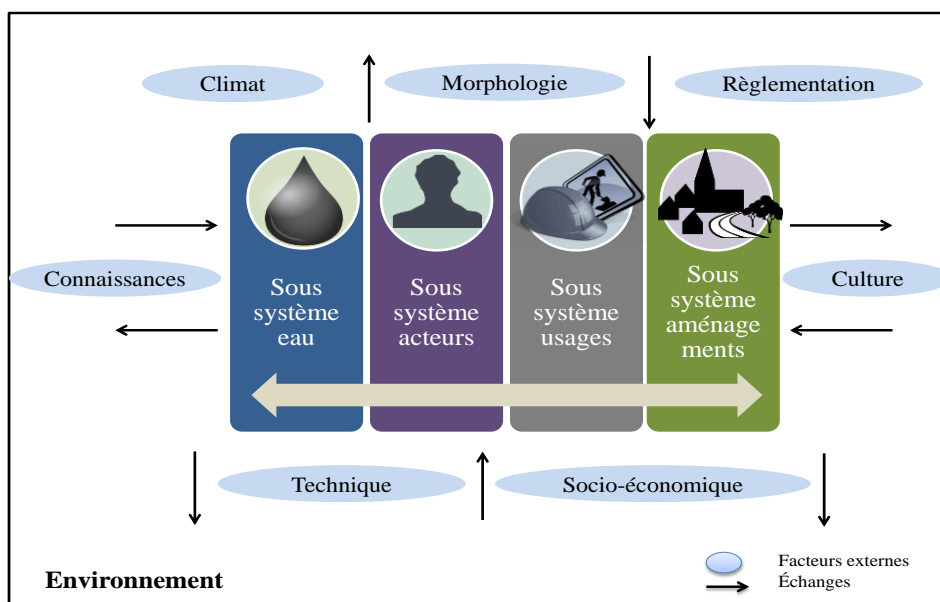 Climat
Morphologie
Règlementation
Connaissances
Culture
Sous
système
eau
Sous
système
acteurs
Sous
système
usages
Sous
système
aménage
ments
Technique
Socio-économique
Environnement
Facteurs externes
Échanges